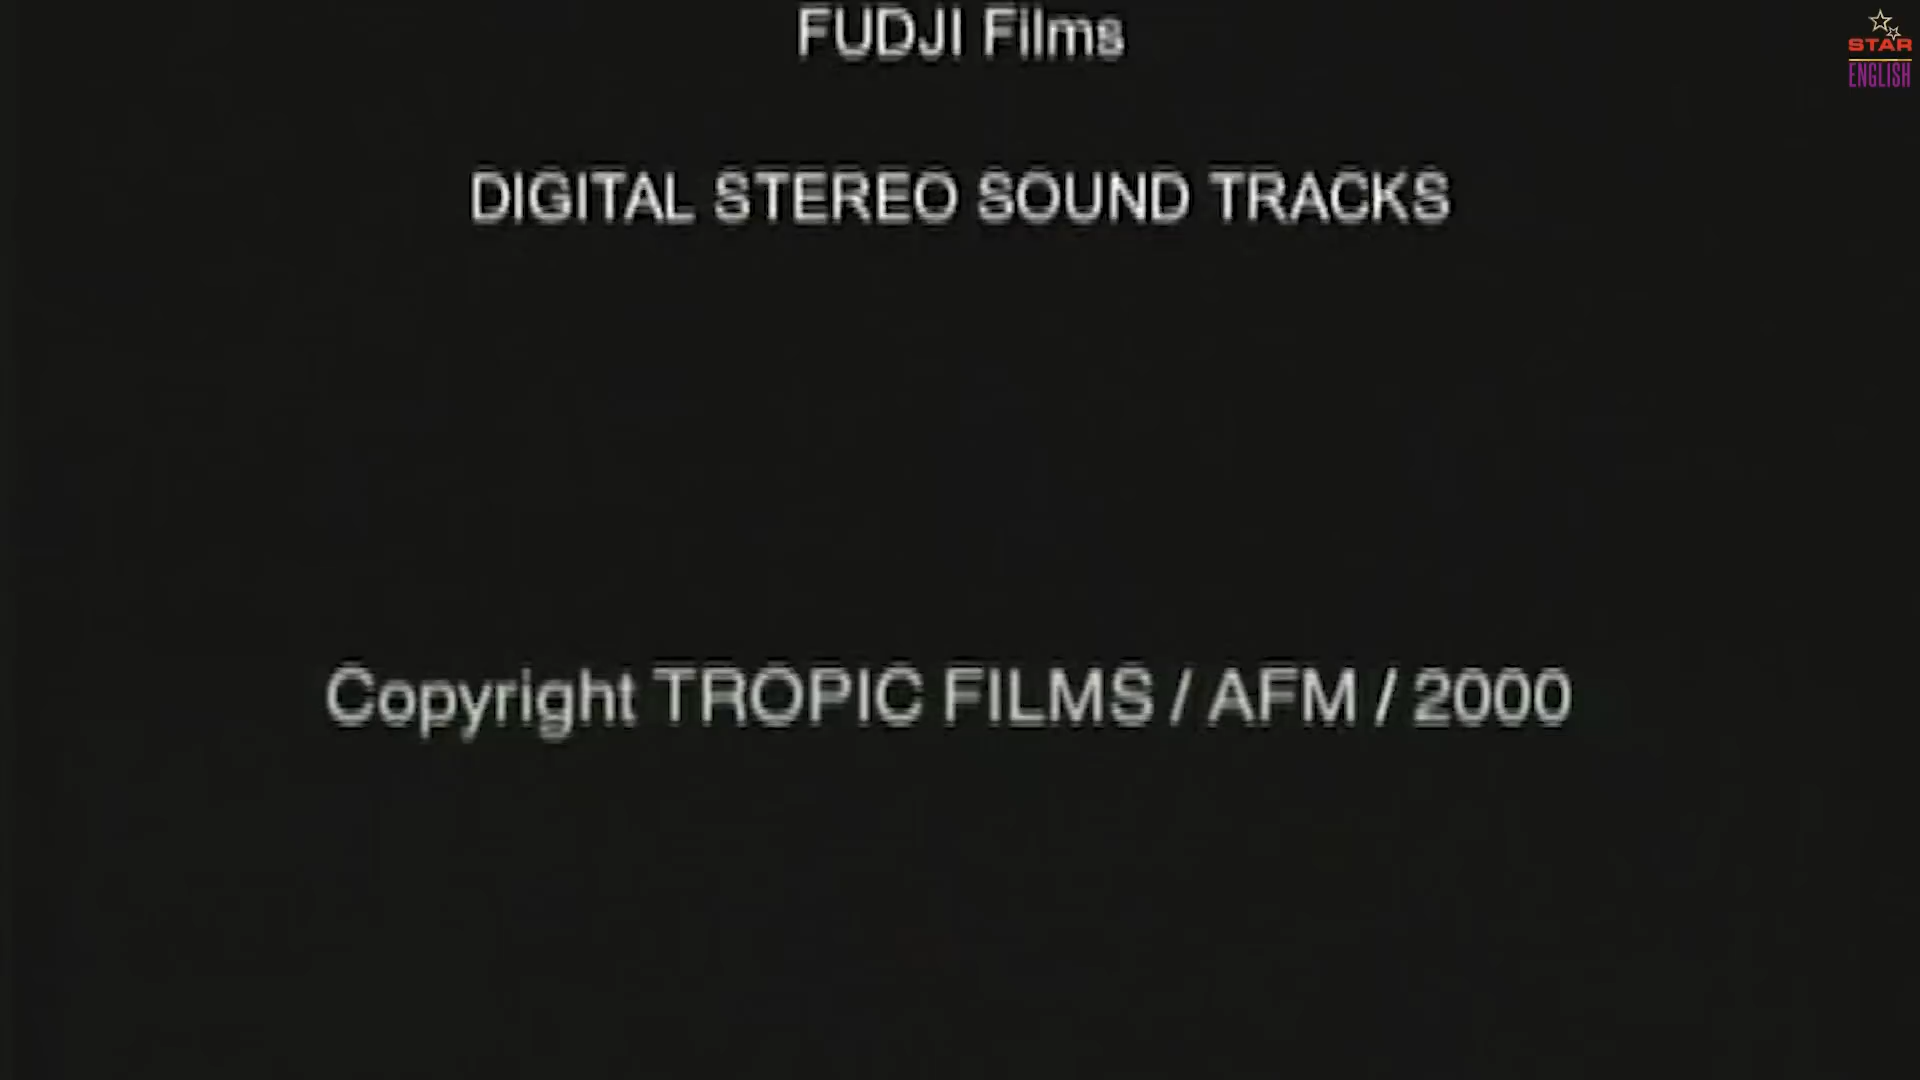 FUDJI Films
STAR
ENGLISH
DIGITAL STEREO SOUND TRACKS
Copyright TROPIC FILMS / AFM / 2000